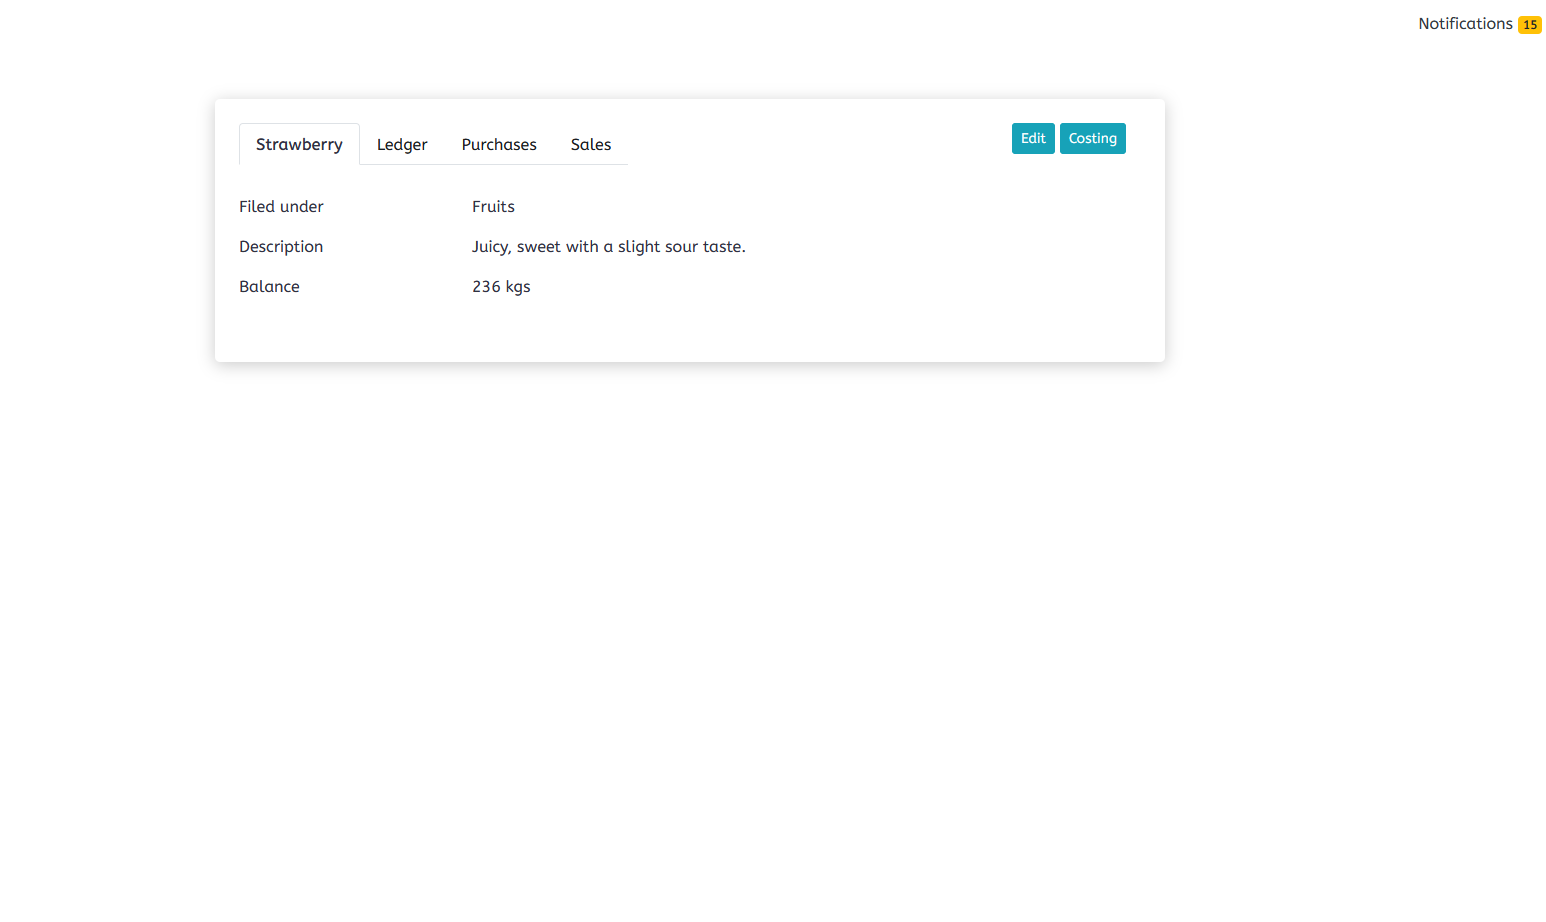 Notifications 15
Strawberry Ledger Purchases Sales Edit Costing
Filed under Fruits
Description Juicy, sweet with a slight sour taste.
Balance 236 kgs